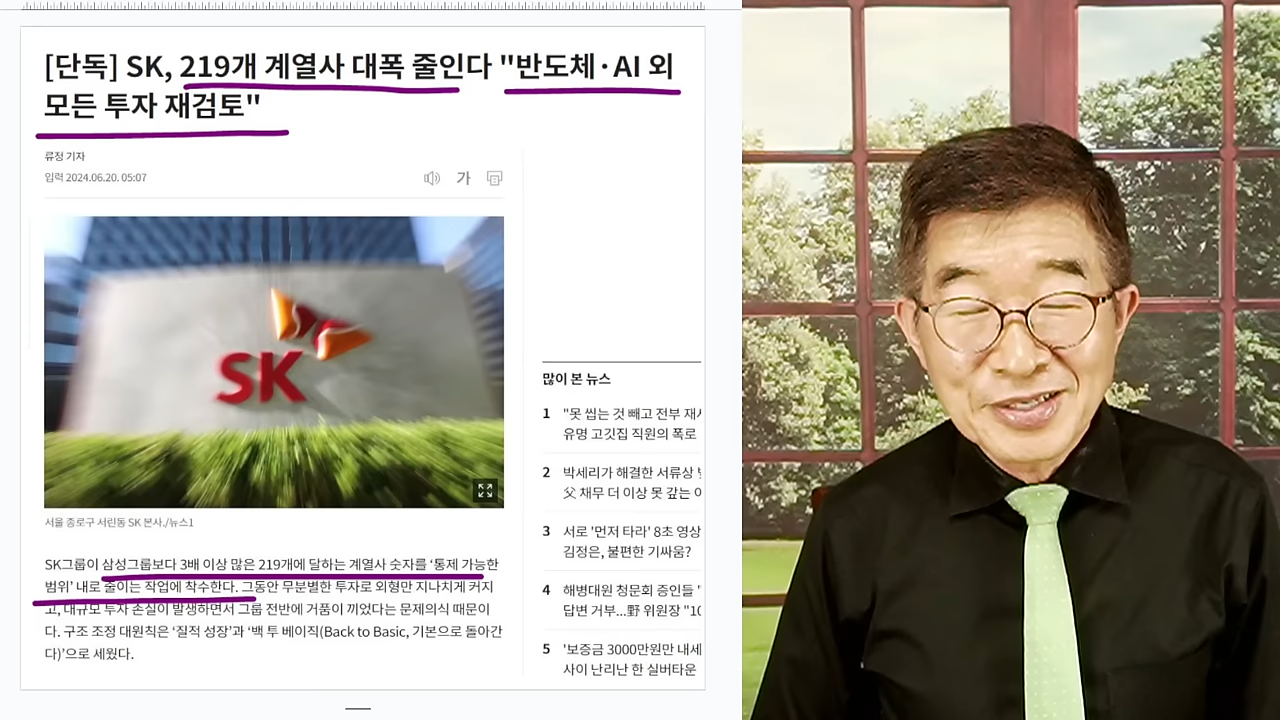 [단독] SK, 219개 계열사 대폭 줄인다 "반도체·AI 외
모든 투자 재검토"
류정 기자
입력 2024.06.20. 05:07
가
SK
서울 종로구 서린동 SK 본사./뉴스1
SK그룹이 삼성그룹보다 3배 이상 많은 219개에 달하는 계열사 숫자를 ‘통제 가능한
범위’ 내로 줄이는 작업에 착수한다. 그동안 무분별한 투자로 외형만 지나치게 커지
고, 대규모 투자 손실이 발생하면서 그룹 전반에 거품이 끼었다는 문제의식 때문이
다. 구조 조정 대원칙은 ‘질적 성장’과 ‘백 투 베이직(Back to Basic, 기본으로 돌아간
다)’으로 세웠다.
많이 본 뉴스
1 "못 씹는 것 빼고 전부 재
유명 고깃집 직원의 폭로
2 박세리가 해결한 서류상
父 채무 더 이상 못 갚는
3 서로 '먼저 타라' 8초 영상
김정은, 불편한 기싸움?
4 해병대원 청문회 증인들 "
답변 거부...野 위원장 "10
5 '보증금 3000만원만 내세
사이 난리난 한 실버타운